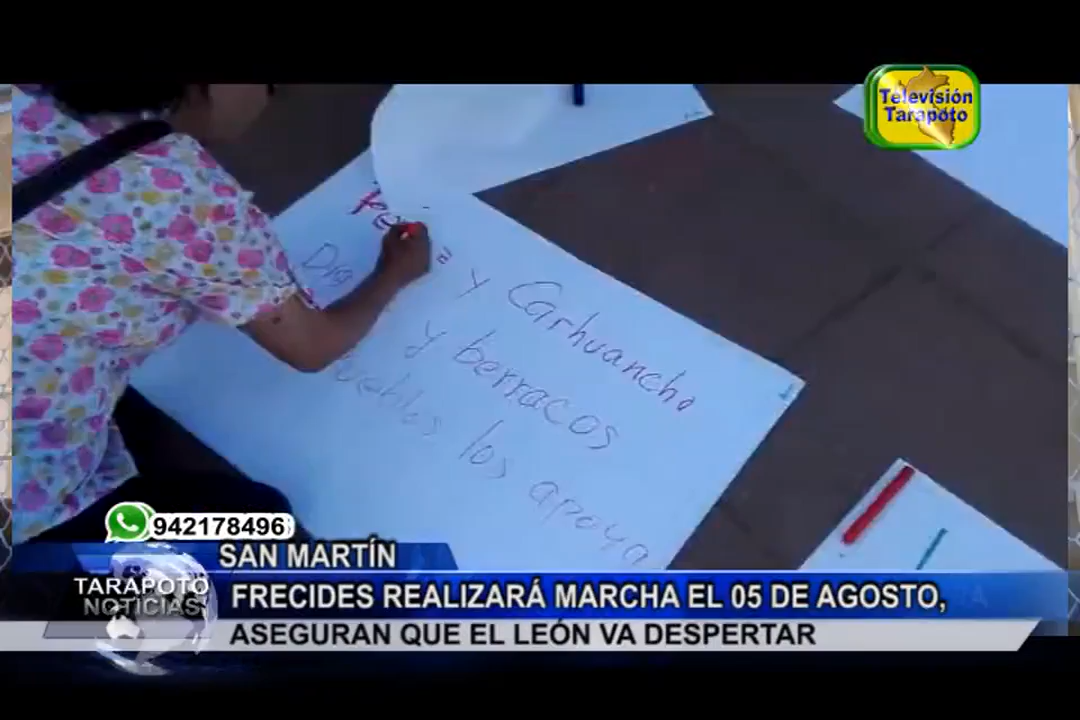 Televisión
Tarapoto
y Carhuancho
y berracos
los apoya
942178496
SAN MARTÍN
TARAPOTO
NOTICIAS
FRECIDES REALIZARÁ MARCHA EL 05 DE AGOSTO,
ASEGURAN QUE EL LEÓN VA DESPERTAR